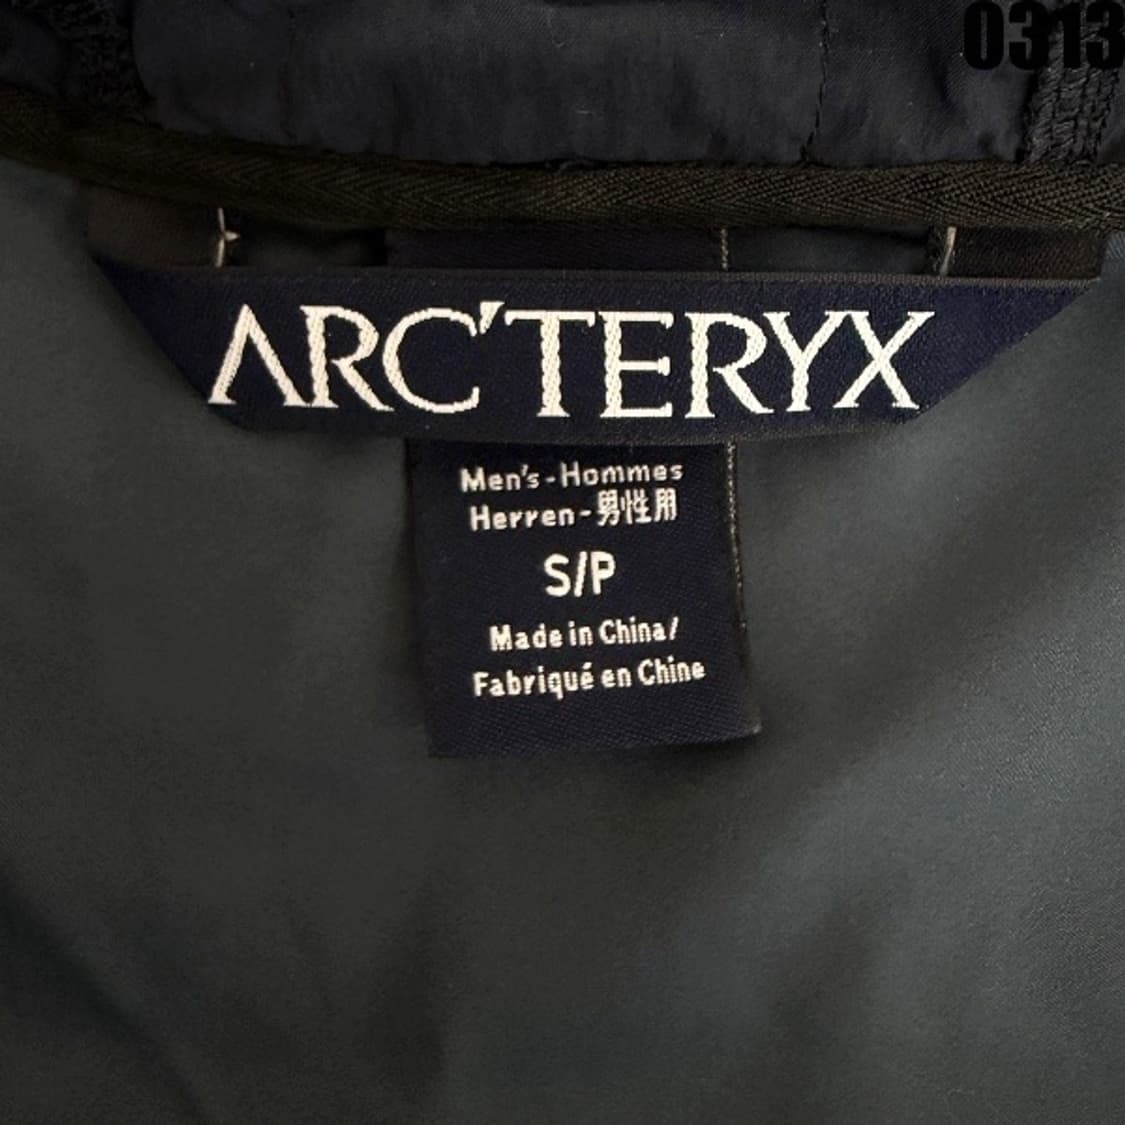 0313
ARC'TERYX
Men's-Hommes
Herren-男性用
S/P
Made in China/
Fabriqué en Chine